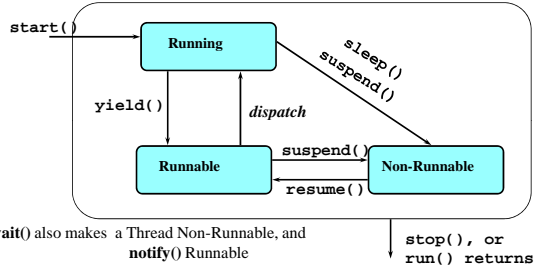 start()
Running
sleep()
suspend()
yield()
dispatch
suspend()
Runnable
Non-Runnable
resume()
ait() also makes a Thread Non-Runnable, and
notify() Runnable
stop(), or
run() returns